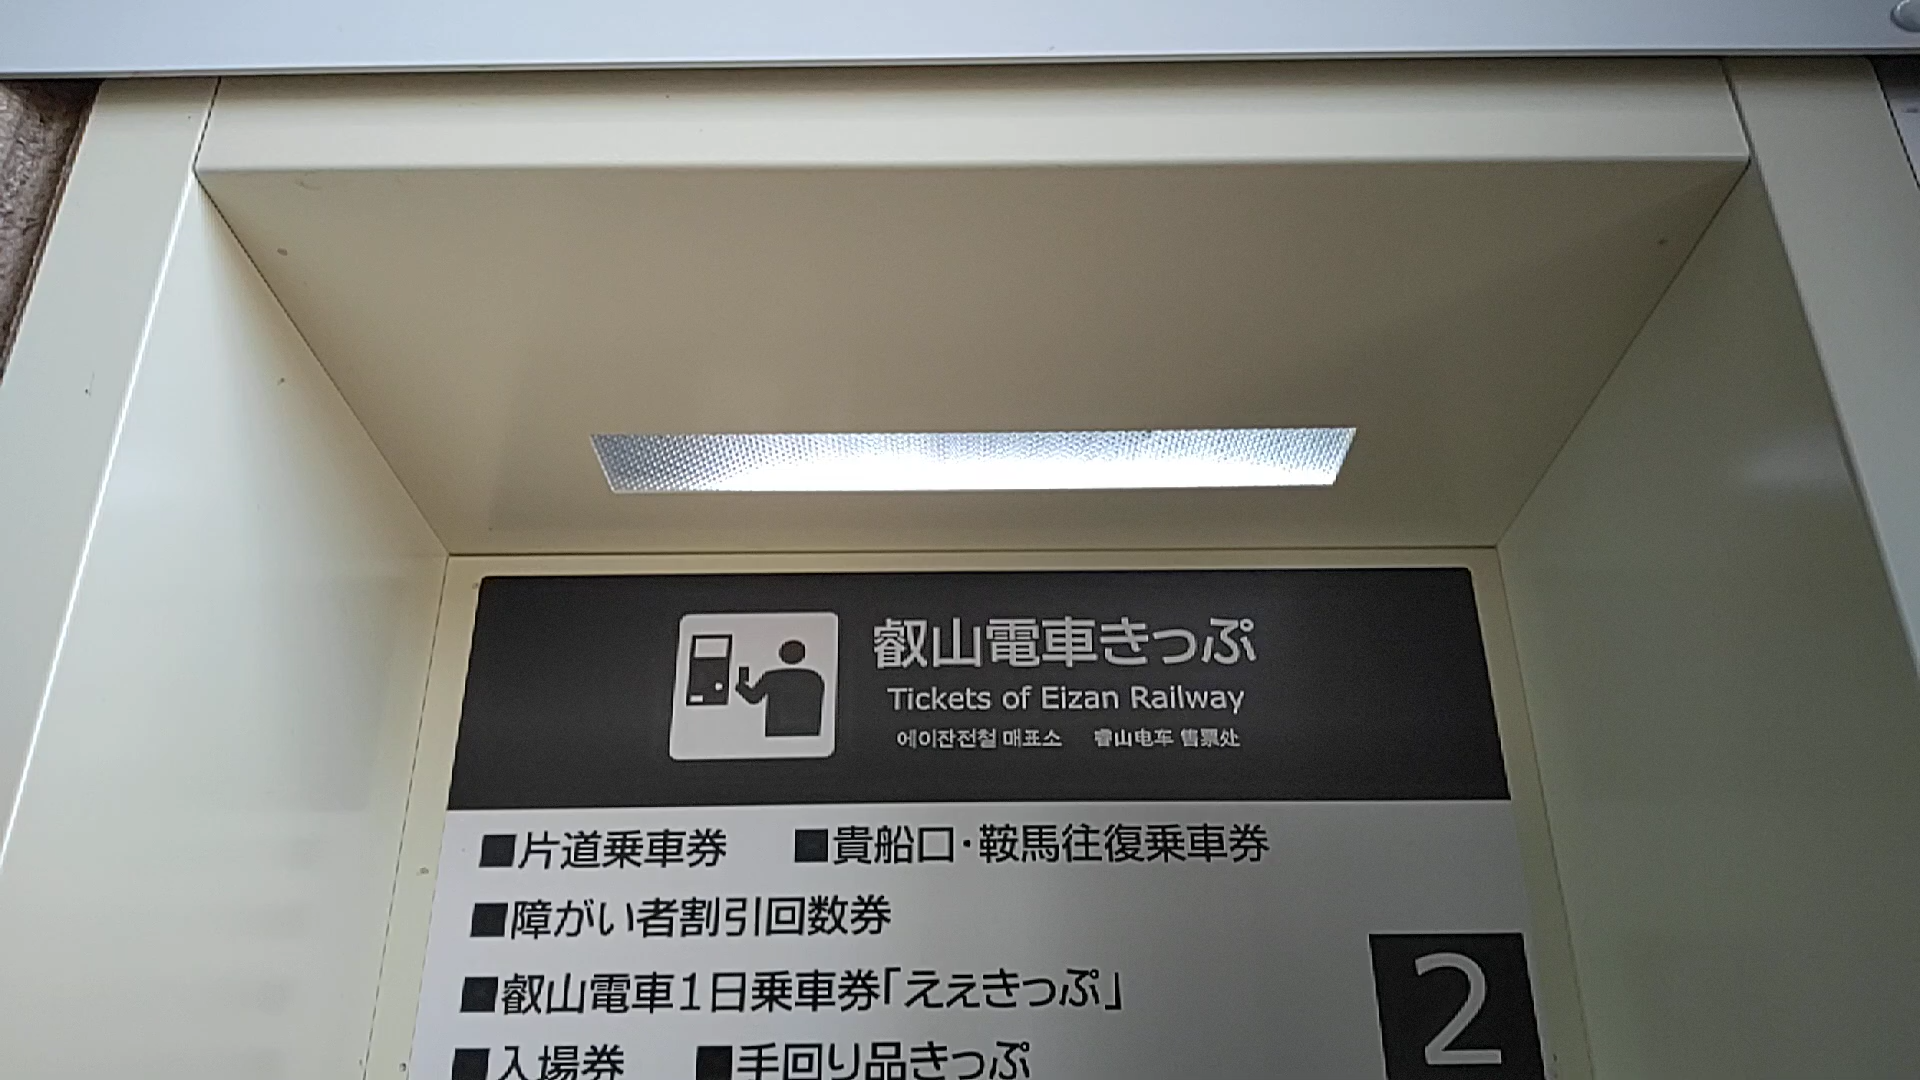 叡山電車きっぷ
Tickets of Eizan Railway
에이잔전철 매표소 睿山电车 售票处
■片道乗車券 ■貴船口・鞍馬往復乗車券
■障がい者割引回数券
■叡山電車1日乗車券「ええきっぷ」
2
■入場券 ■手回り品きっぷ